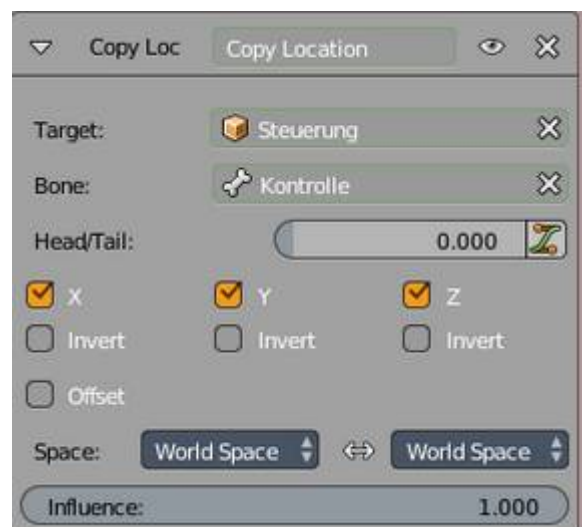 Copy Loc Copy Location
Target: Steuerung
Bone: Kontrolle
Head/Tail: 0.000
X Y Z
Invert Invert Invert
Offset
Space: World Space World Space
Influence: 1.000